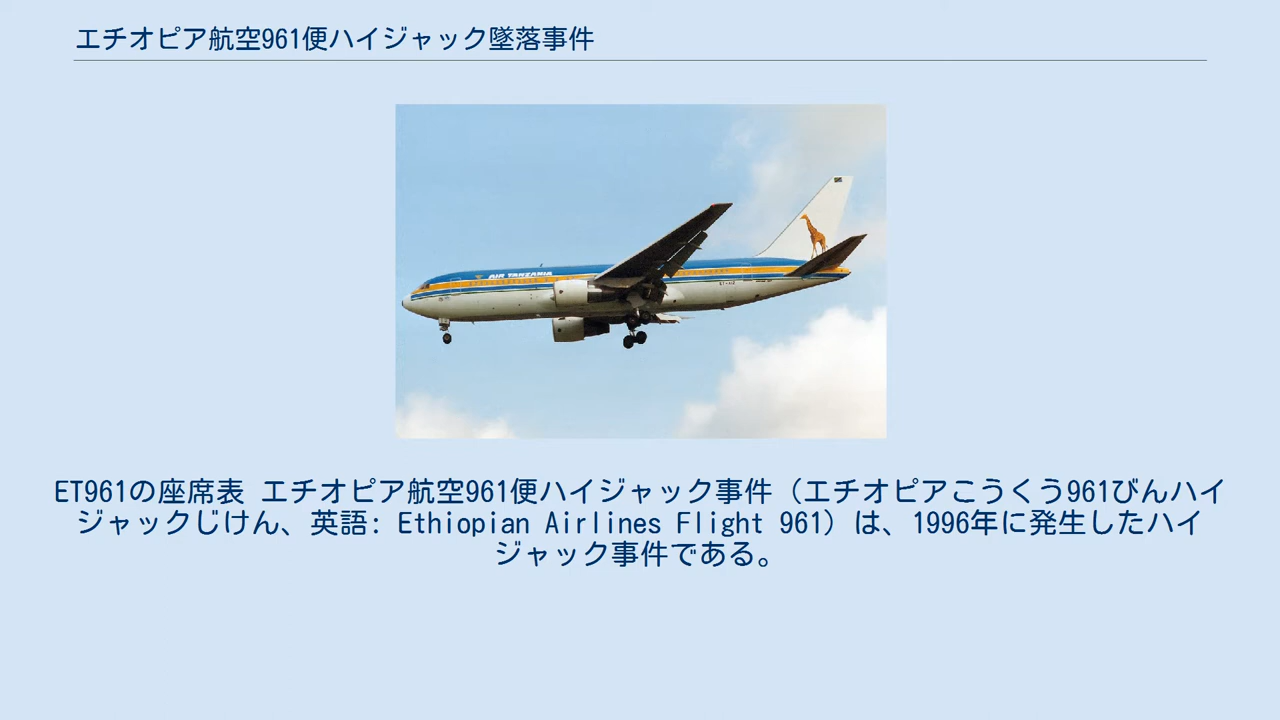 エチオピア航空961便ハイジャック墜落事件
AIR TANZANIA
ET961の座席表 エチオピア航空961便ハイジャック事件（エチオピアこうくう961びんハイ
ジャックじけん、英語: Ethiopian Airlines Flight 961）は、1996年に発生したハイ
ジャック事件である。